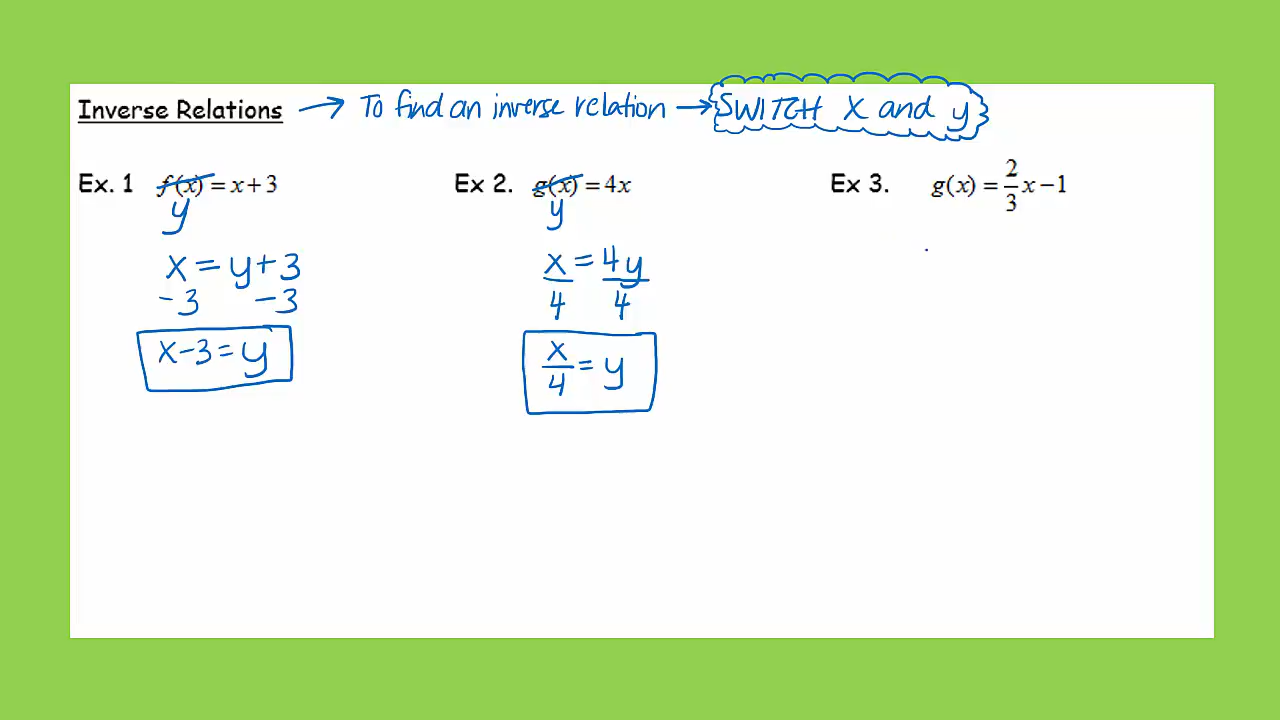 Inverse Relations → To find an inverse relation → SWITCH X and y
Ex. 1 f(x) = x + 3
y
x = y + 3
-3 -3
x - 3 = y
Ex 2. g(x) = 4x
y
x/4 = 4y/4
x/4 = y
Ex 3. g(x) = 2/3 x - 1